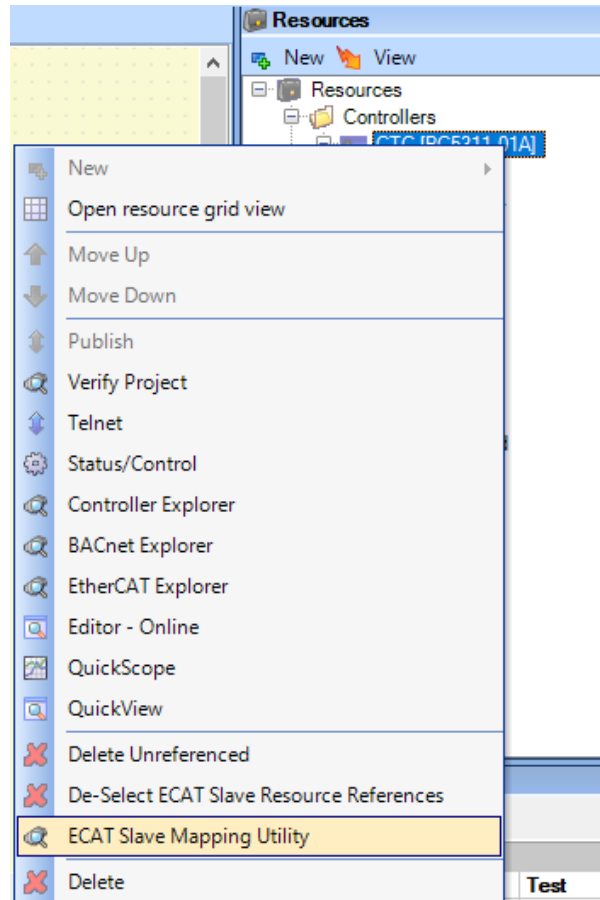 Resources
New View
Resources
Controllers
CTC [PC5311-01A]
New
Open resource grid view
Move Up
Move Down
Publish
Verify Project
Telnet
Status/Control
Controller Explorer
BACnet Explorer
EtherCAT Explorer
Editor - Online
QuickScope
QuickView
Delete Unreferenced
De-Select ECAT Slave Resource References
ECAT Slave Mapping Utility
Delete
Test